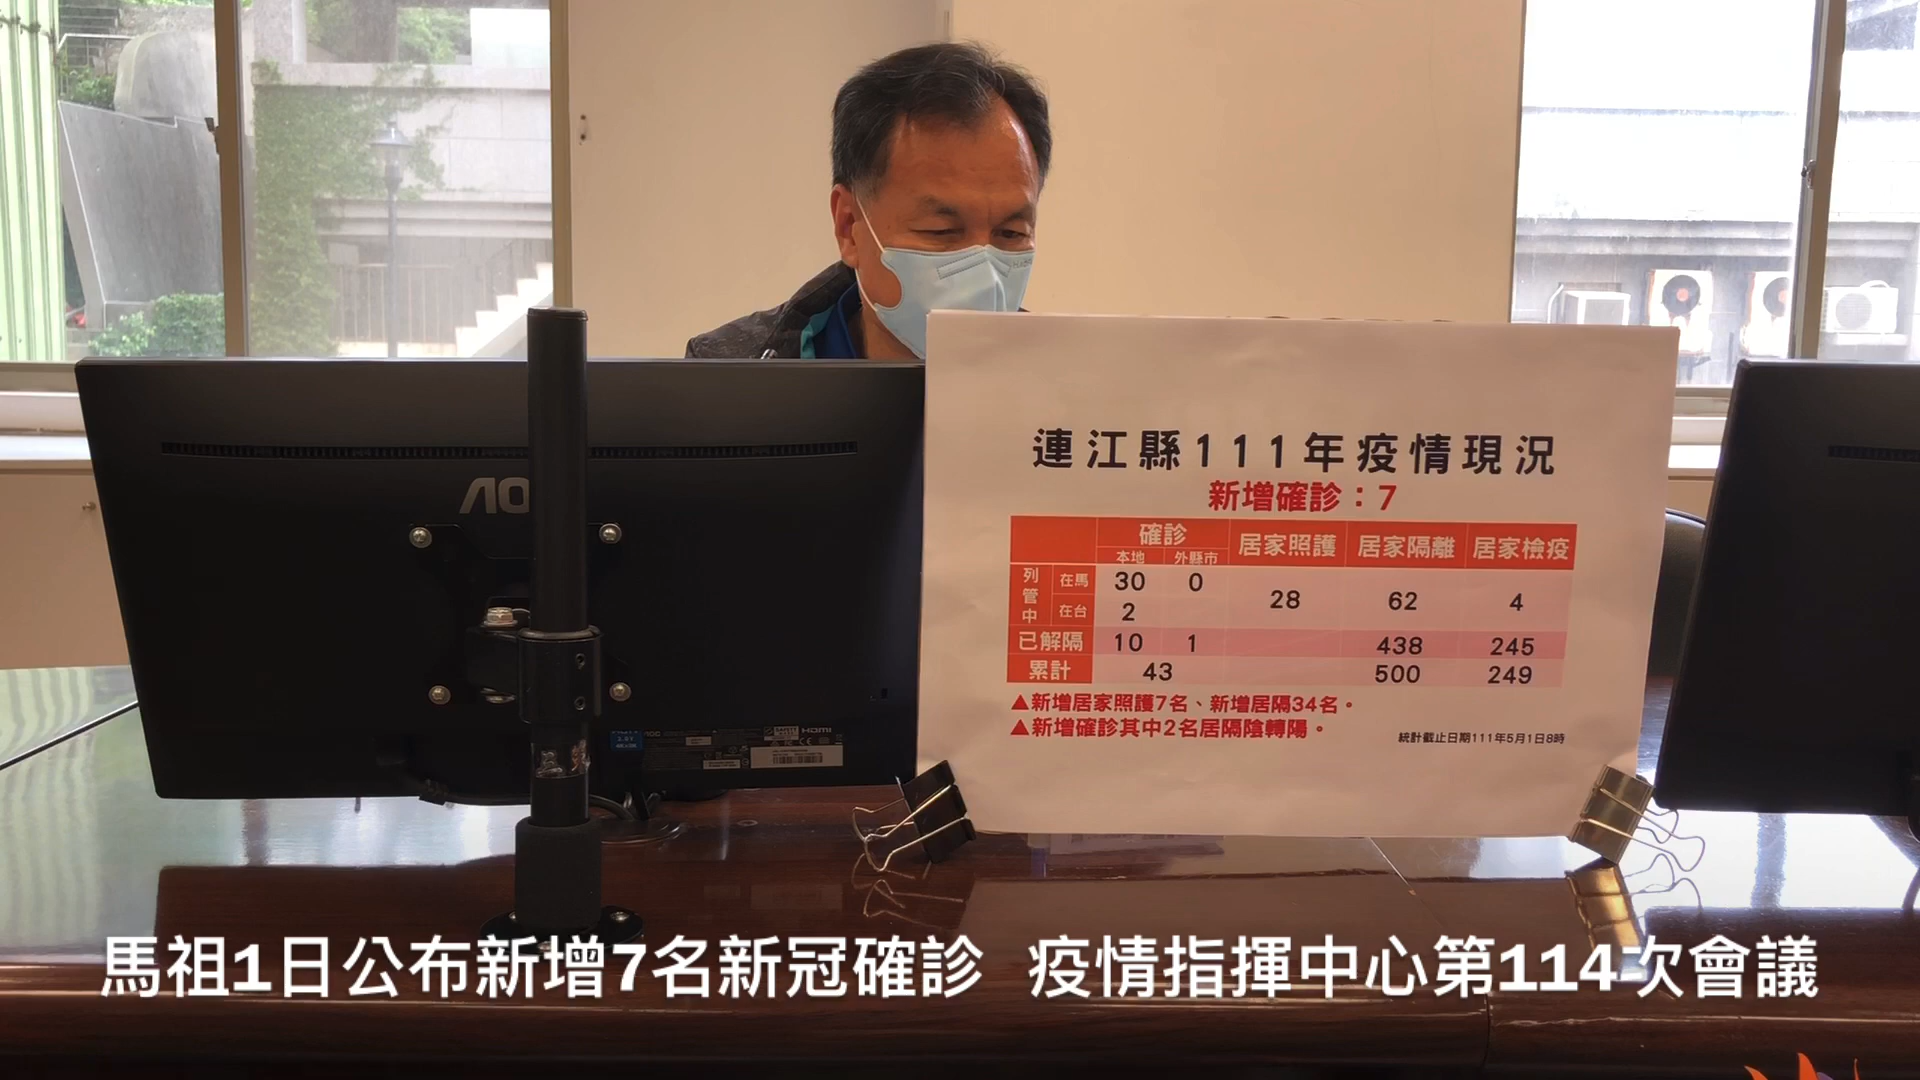 連江縣111年疫情現況
新增確診：7
確診 居家照護 居家隔離 居家檢疫
本地 外縣市
列管中 在馬 30 0 28 62 4
在台 2
已解隔 10 1 438 245
累計 43 500 249
▲新增居家照護7名、新增居隔34名。
▲新增確診其中2名居隔陰轉陽。
統計截止日期111年5月1日8時
AO
HDMI
馬祖1日公布新增7名新冠確診 疫情指揮中心第114次會議